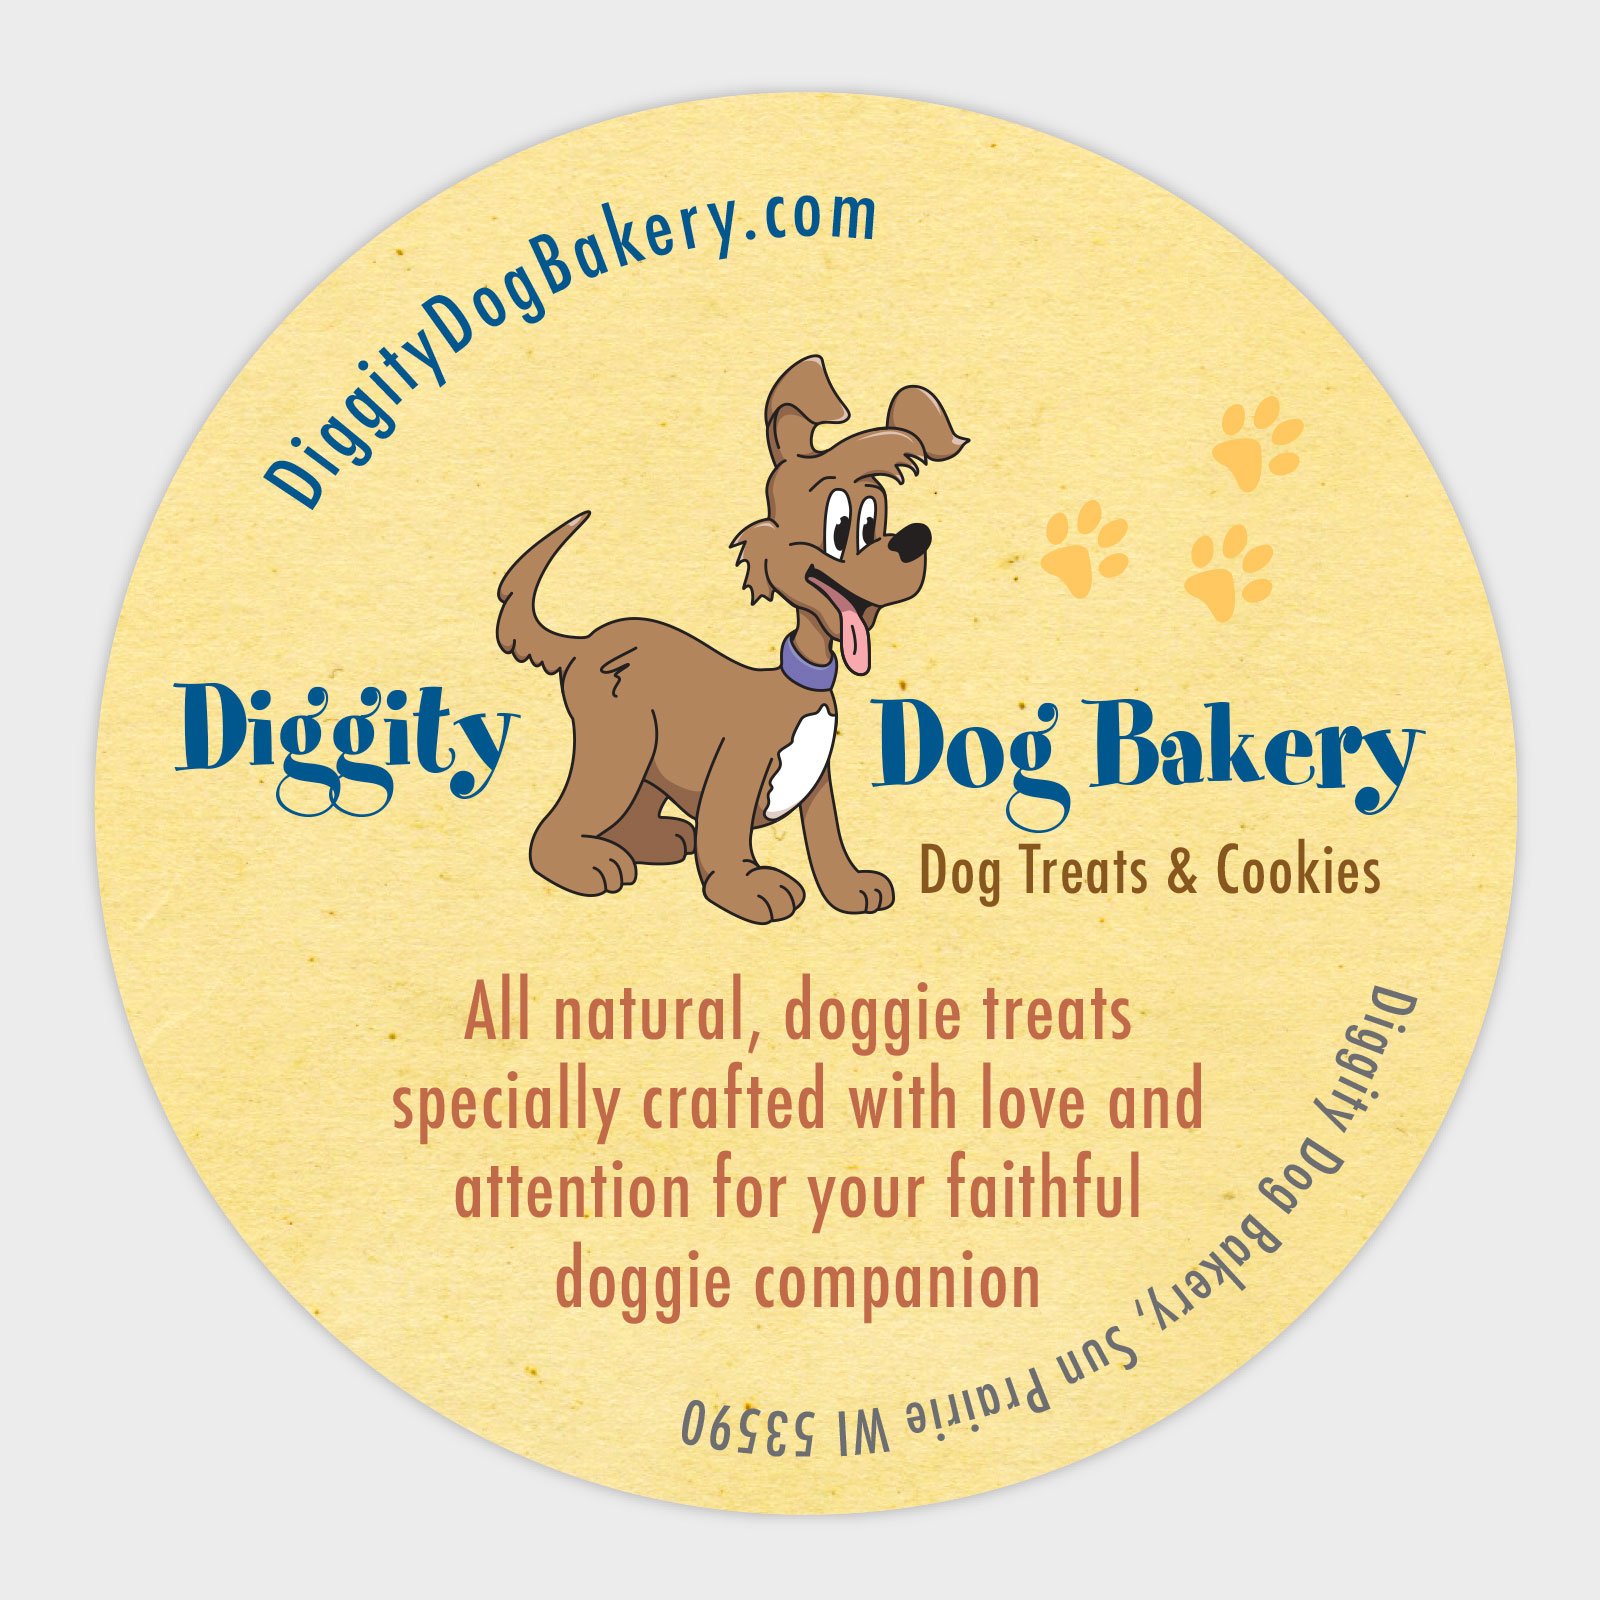 DiggityDogBakery.com
Diggity Dog Bakery
Dog Treats & Cookies
All natural, doggie treats
specially crafted with love and
attention for your faithful
doggie companion
Diggity Dog Bakery, Sun Prairie WI 53590